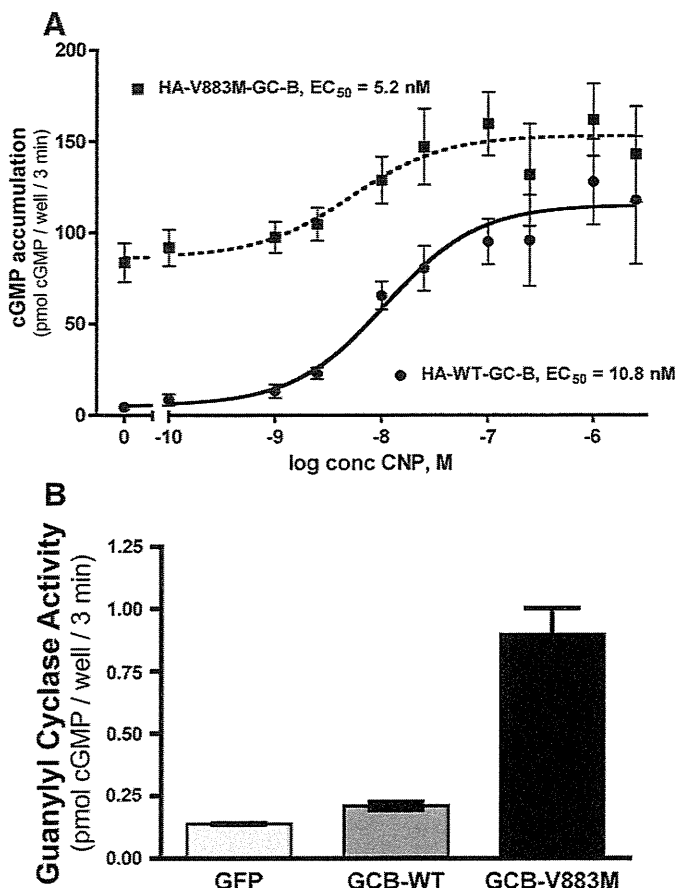 A
200
150
100
50
0
cGMP accumulation
(pmol cGMP / well / 3 min)
HA-V883M-GC-B, EC50 = 5.2 nM
HA-WT-GC-B, EC50 = 10.8 nM
0 -10 -9 -8 -7 -6
log conc CNP, M
B
1.25
1.00
0.75
0.50
0.25
0.00
Guanylyl Cyclase Activity
(pmol cGMP / well / 3 min)
GFP GCB-WT GCB-V883M